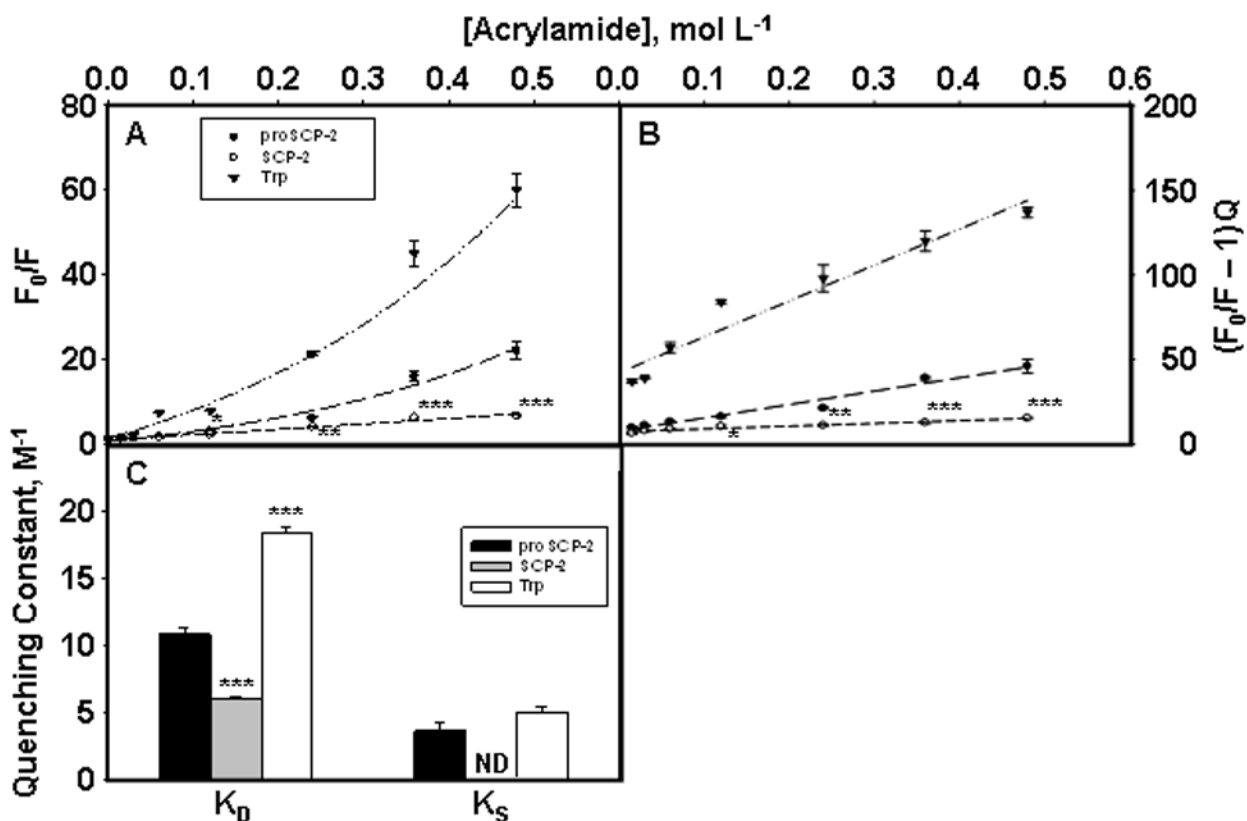 [Acrylamide], mol L-1
0.0 0.1 0.2 0.3 0.4 0.5 0.0 0.1 0.2 0.3 0.4 0.5 0.6
80
60
40
20
0
F0/F
A
proSCP-2
SCP-2
Trp
*
**
***
***
B
*
**
***
***
200
150
100
50
0
(F0/F – 1)Q
Quenching Constant, M-1
20
15
10
5
0
C
***
***
ND
pro SCP-2
SCP-2
Trp
KD
KS